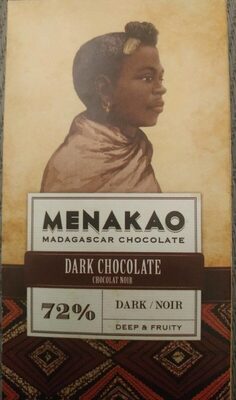 MENAKAO
MADAGASCAR CHOCOLATE
DARK CHOCOLATE
CHOCOLAT NOIR
72%
DARK / NOIR
DEEP & FRUITY